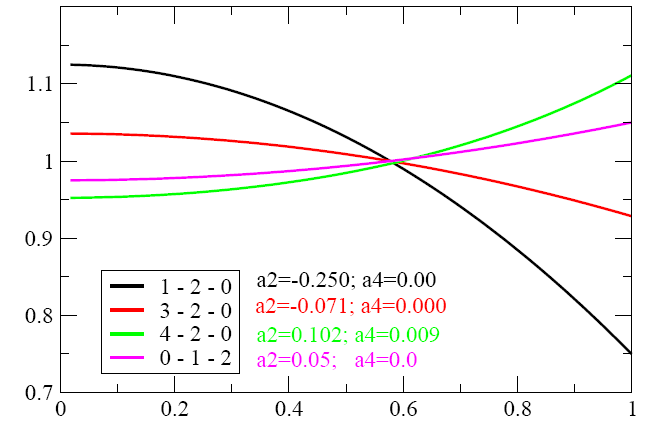 1.1
1
0.9
0.8
0.7
0
0.2
0.4
0.6
0.8
1
1 - 2 - 0 a2=-0.250; a4=0.00
3 - 2 - 0 a2=-0.071; a4=0.000
4 - 2 - 0 a2=0.102; a4=0.009
0 - 1 - 2 a2=0.05; a4=0.0